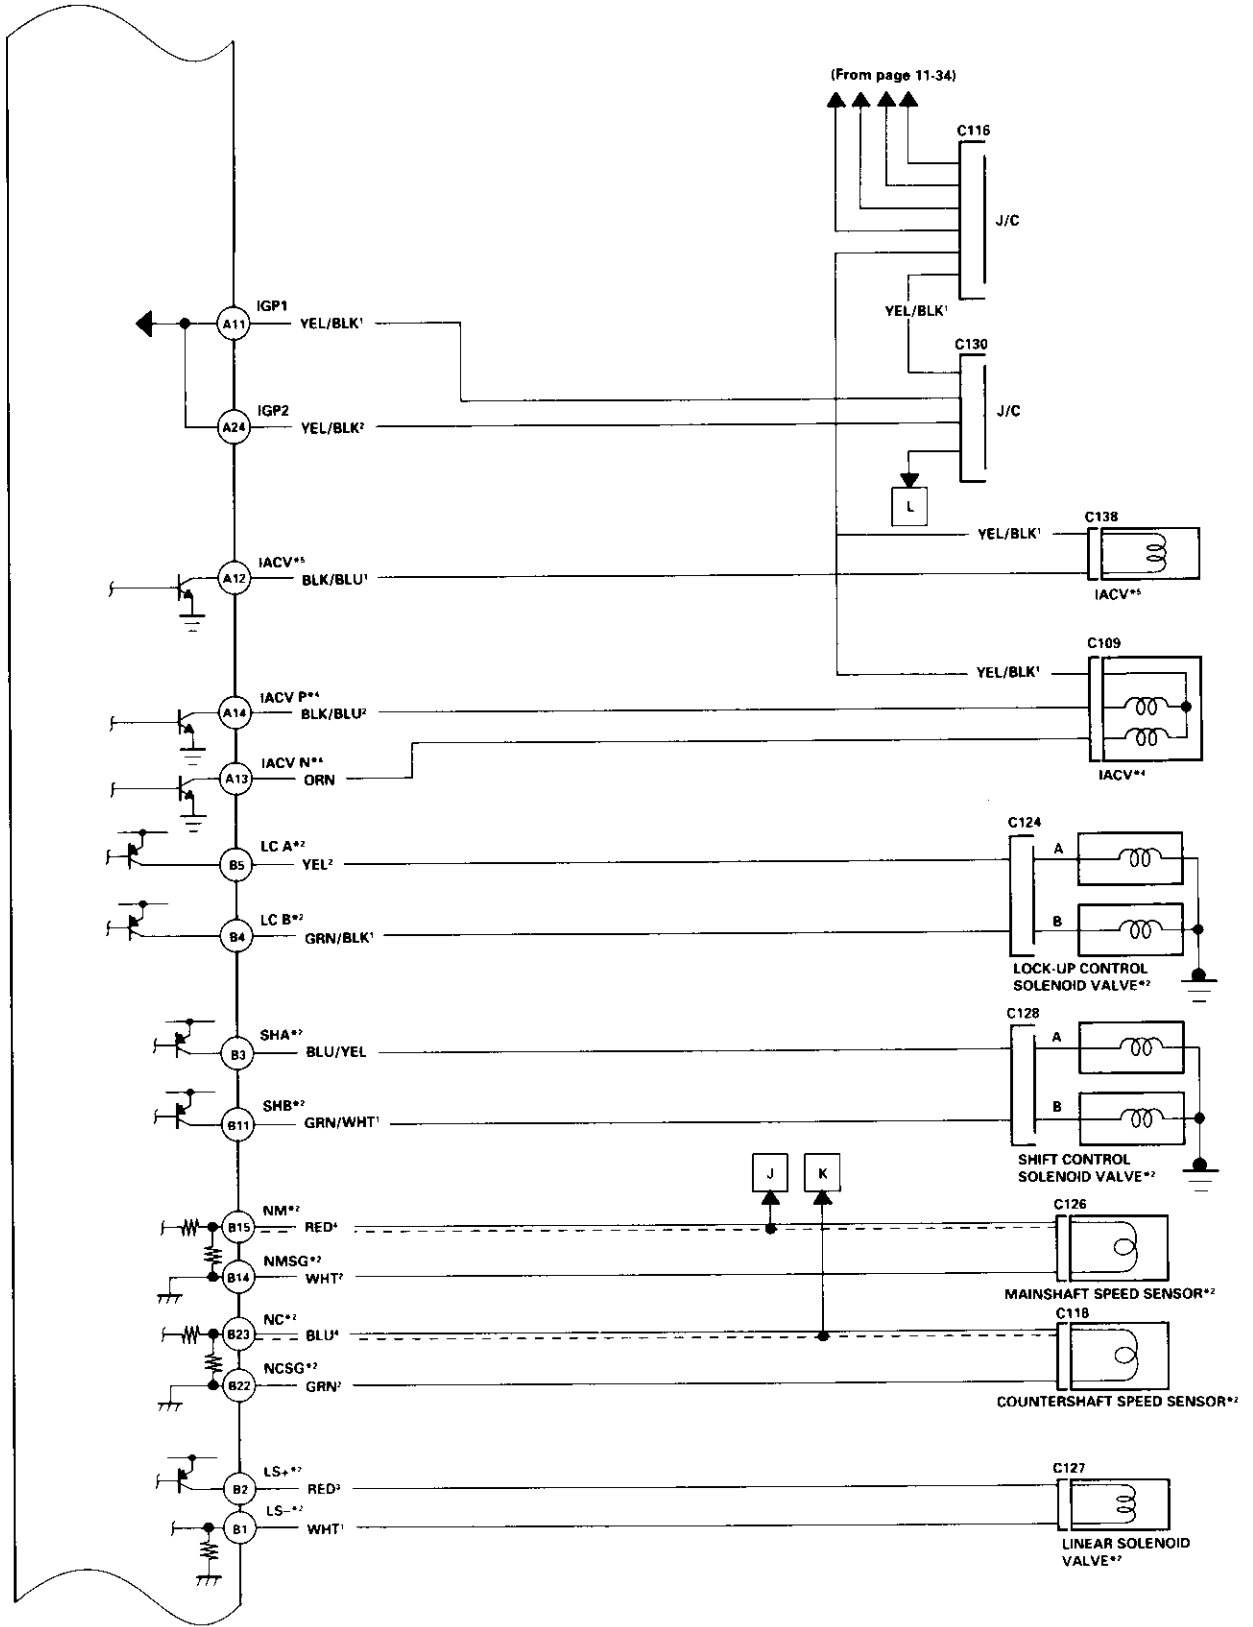 (From page 11-34)
C116
J/C
YEL/BLK¹
IGP1
A11
YEL/BLK¹
C130
J/C
IGP2
A24
YEL/BLK²
L
C138
YEL/BLK¹
IACV*⁵
A12
BLK/BLU¹
IACV*⁵
C109
YEL/BLK¹
IACV P*⁴
A14
BLK/BLU²
IACV N*⁴
A13
ORN
IACV*⁴
C124
LC A*²
B5
YEL²
A
LC B*²
B4
GRN/BLK¹
B
LOCK-UP CONTROL
SOLENOID VALVE*²
C128
SHA*²
B3
BLU/YEL
A
SHB*²
B11
GRN/WHT¹
B
SHIFT CONTROL
SOLENOID VALVE*²
J
K
C126
NM*²
B15
RED⁴
NMSG*²
B14
WHT²
MAINSHAFT SPEED SENSOR*²
C118
NC*²
B23
BLU⁴
NCSG*²
B22
GRN²
COUNTERSHAFT SPEED SENSOR*²
C127
LS+*²
B2
RED³
LS−*²
B1
WHT¹
LINEAR SOLENOID
VALVE*²